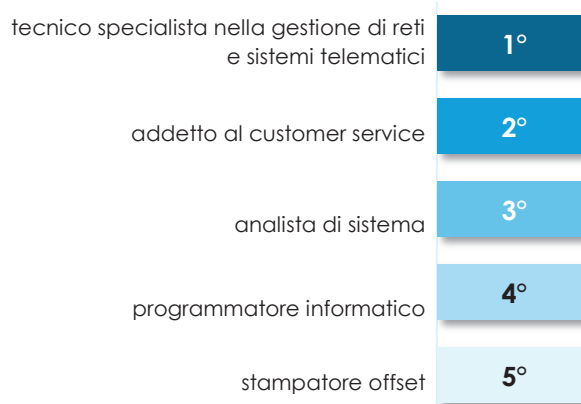 tecnico specialista nella gestione di reti
e sistemi telematici
1°
addetto al customer service
2°
analista di sistema
3°
programmatore informatico
4°
stampatore offset
5°